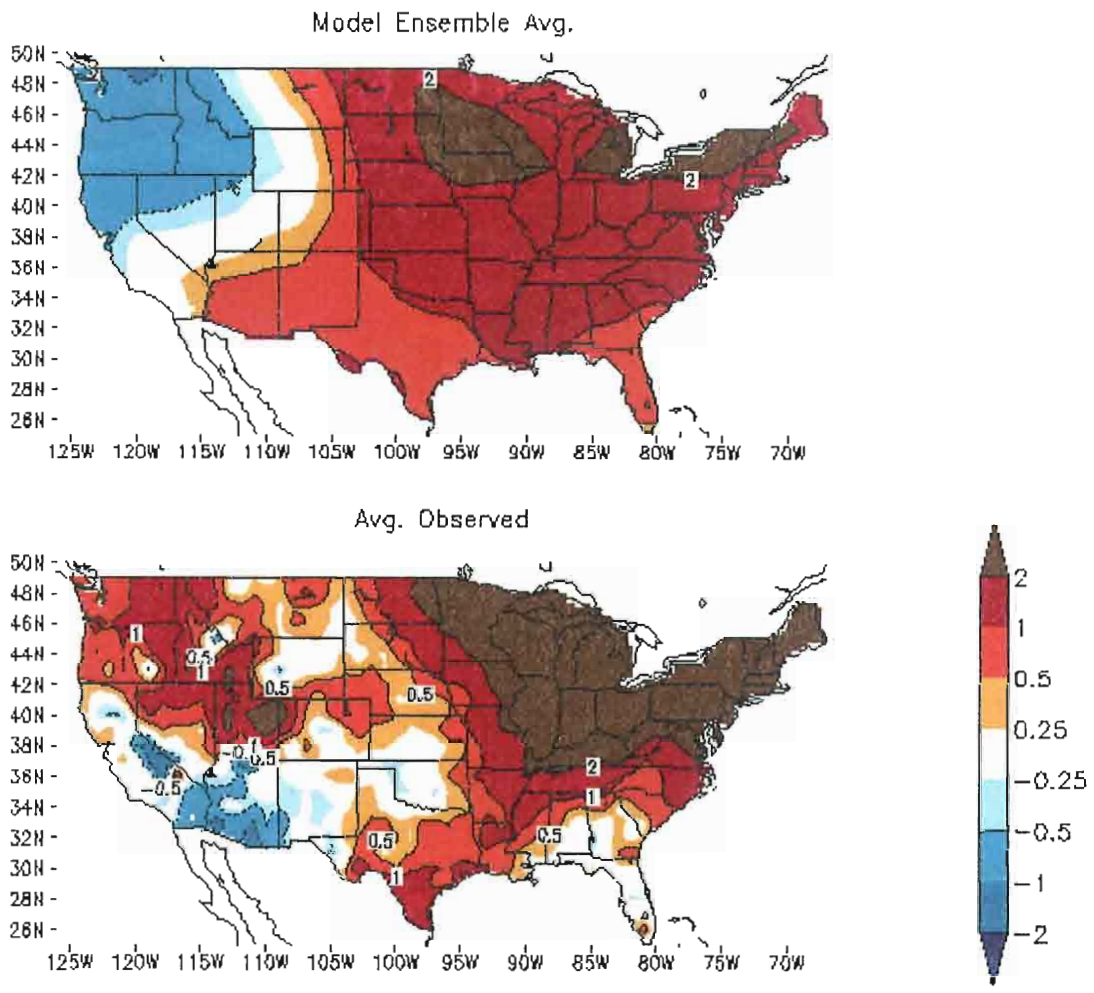 Model Ensemble Avg.
50N
48N
46N
44N
42N
40N
38N
36N
34N
32N
30N
28N
26N
2
2
125W 120W 115W 110W 105W 100W 95W 90W 85W 80W 75W 70W
Avg. Observed
50N
48N
46N
44N
42N
40N
38N
36N
34N
32N
30N
28N
26N
1
0.5
1
0.5
0.5
1
0.5
-0.5
2
1
0.5
0.5
1
125W 120W 115W 110W 105W 100W 95W 90W 85W 80W 75W 70W
2
1
0.5
0.25
-0.25
-0.5
-1
-2